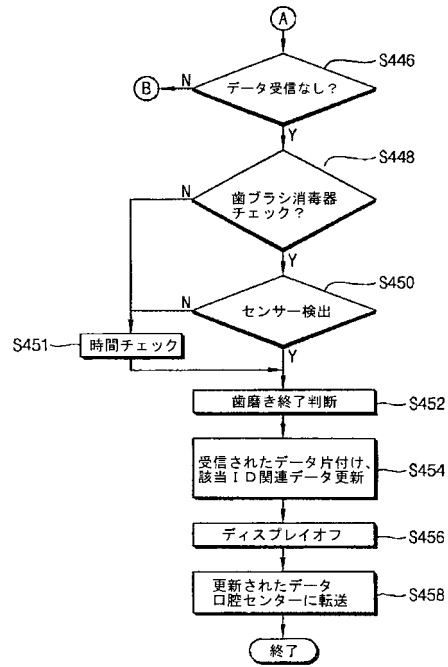 A
S446
データ受信なし？
N
B
Y
S448
歯ブラシ消毒器
チェック？
N
Y
S450
センサー検出
N
Y
S451
時間チェック
歯磨き終了判断
S452
受信されたデータ片付け、
該当ＩＤ関連データ更新
S454
ディスプレイオフ
S456
更新されたデータ
口腔センターに転送
S458
終了